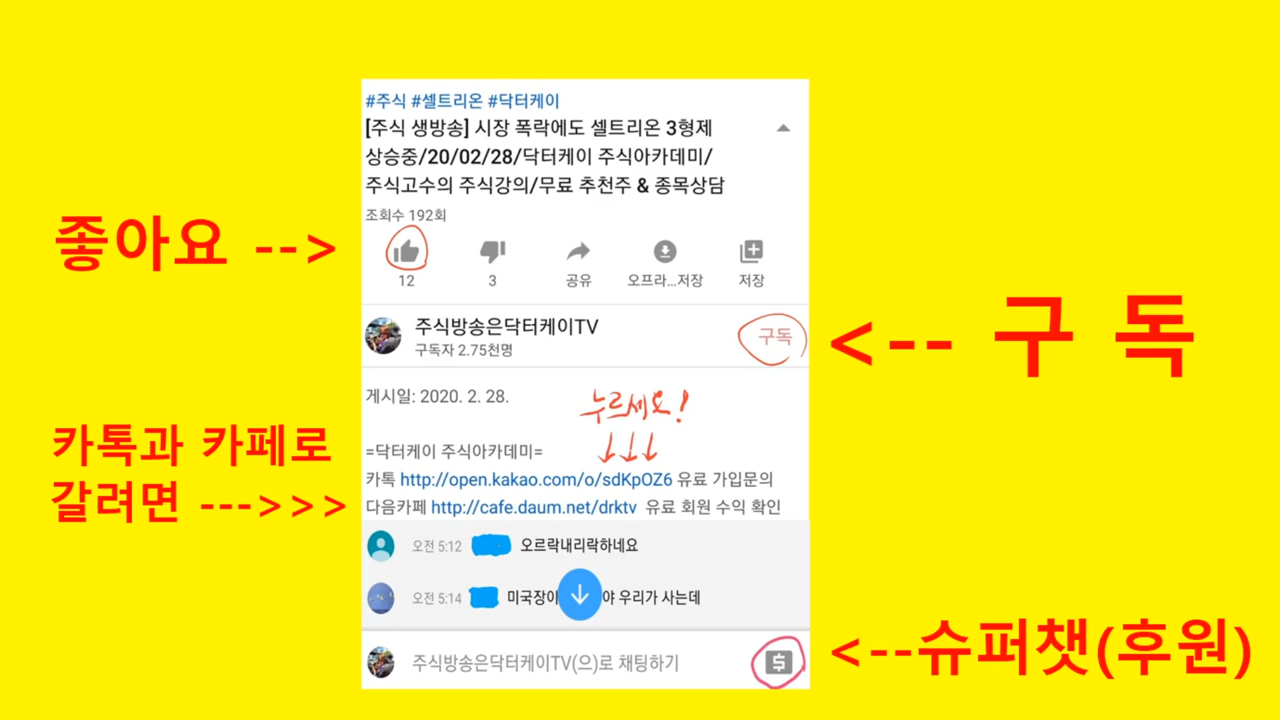 #주식 #셀트리온 #닥터케이
[주식 생방송] 시장 폭락에도 셀트리온 3형제
상승중/20/02/28/닥터케이 주식아카데미/
주식고수의 주식강의/무료 추천주 & 종목상담
조회수 192회
좋아요 -->
12 3 공유 오프라...저장 저장
주식방송은닥터케이TV
구독자 2.75천명
구독
<-- 구 독
게시일: 2020. 2. 28.
누르세요!
↓↓↓
=닥터케이 주식아카데미=
카톡과 카페로
갈려면 --->>>
카톡 http://open.kakao.com/o/sdKpOZ6 유료 가입문의
다음카페 http://cafe.daum.net/drktv 유료 회원 수익 확인
오전 5:12 오르락내리락하네요
오전 5:14 미국장이 야 우리가 사는데
주식방송은닥터케이TV(으)로 채팅하기
<--슈퍼챗(후원)